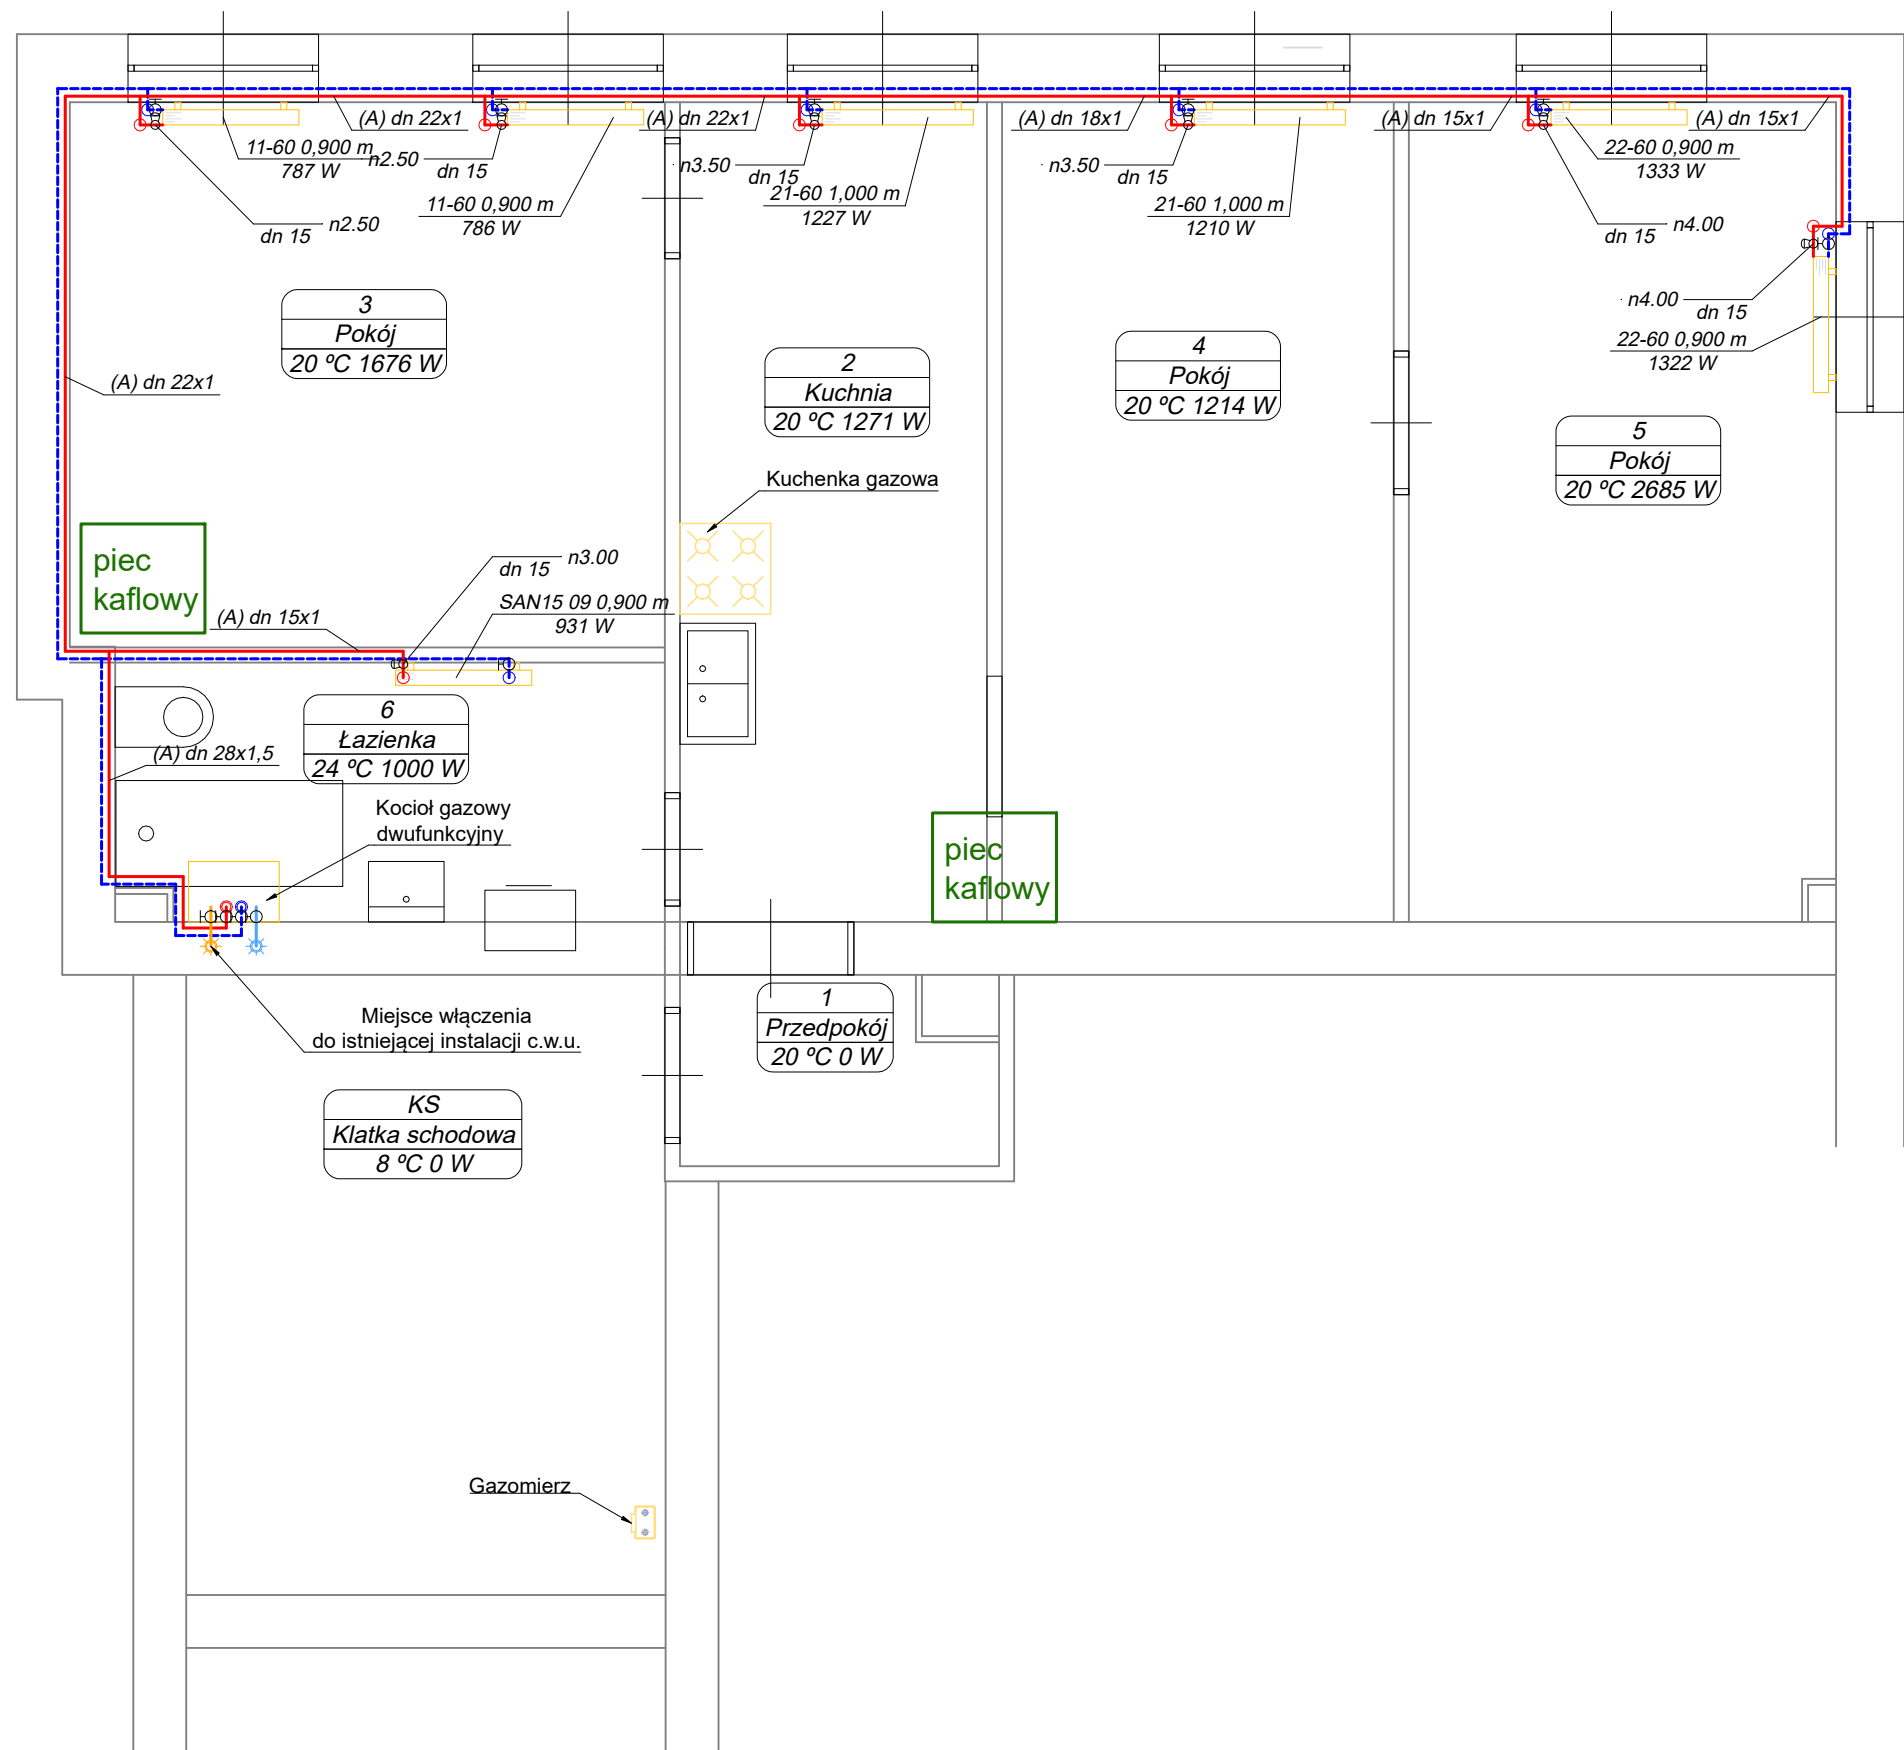 (A) dn 22x1
(A) dn 22x1
(A) dn 18x1
(A) dn 15x1
(A) dn 15x1
11-60 0,900 m
787 W
n2.50
dn 15
n3.50
dn 15
n3.50
dn 15
22-60 0,900 m
1333 W
11-60 0,900 m
786 W
21-60 1,000 m
1227 W
21-60 1,000 m
1210 W
n2.50
dn 15
n4.00
dn 15
n4.00
dn 15
22-60 0,900 m
1322 W
3
Pokój
20 ºC 1676 W
2
Kuchnia
20 ºC 1271 W
4
Pokój
20 ºC 1214 W
5
Pokój
20 ºC 2685 W
(A) dn 22x1
Kuchenka gazowa
piec
kaflowy
n3.00
dn 15
SAN15 09 0,900 m
931 W
(A) dn 15x1
6
Łazienka
24 ºC 1000 W
(A) dn 28x1,5
Kocioł gazowy
dwufunkcyjny
piec
kaflowy
Miejsce włączenia
do istniejącej instalacji c.w.u.
1
Przedpokój
20 ºC 0 W
KS
Klatka schodowa
8 ºC 0 W
Gazomierz